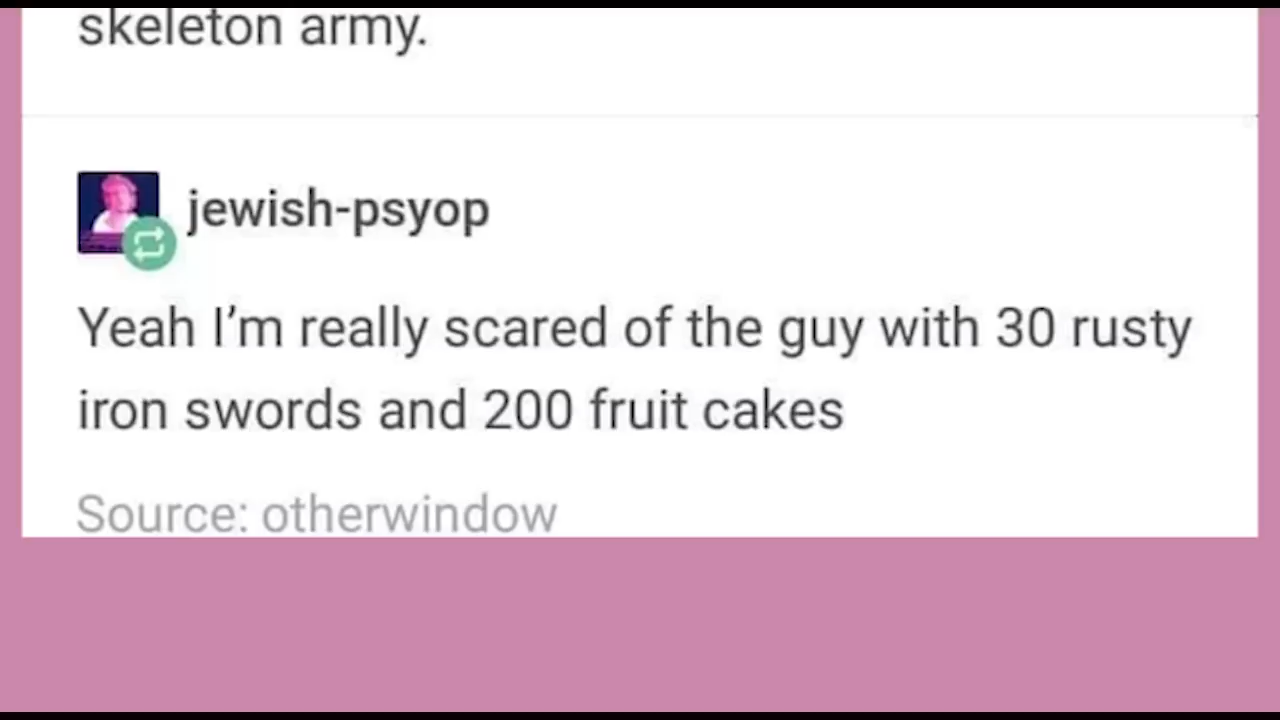 skeleton army.
jewish-psyop
Yeah I’m really scared of the guy with 30 rusty
iron swords and 200 fruit cakes
Source: otherwindow